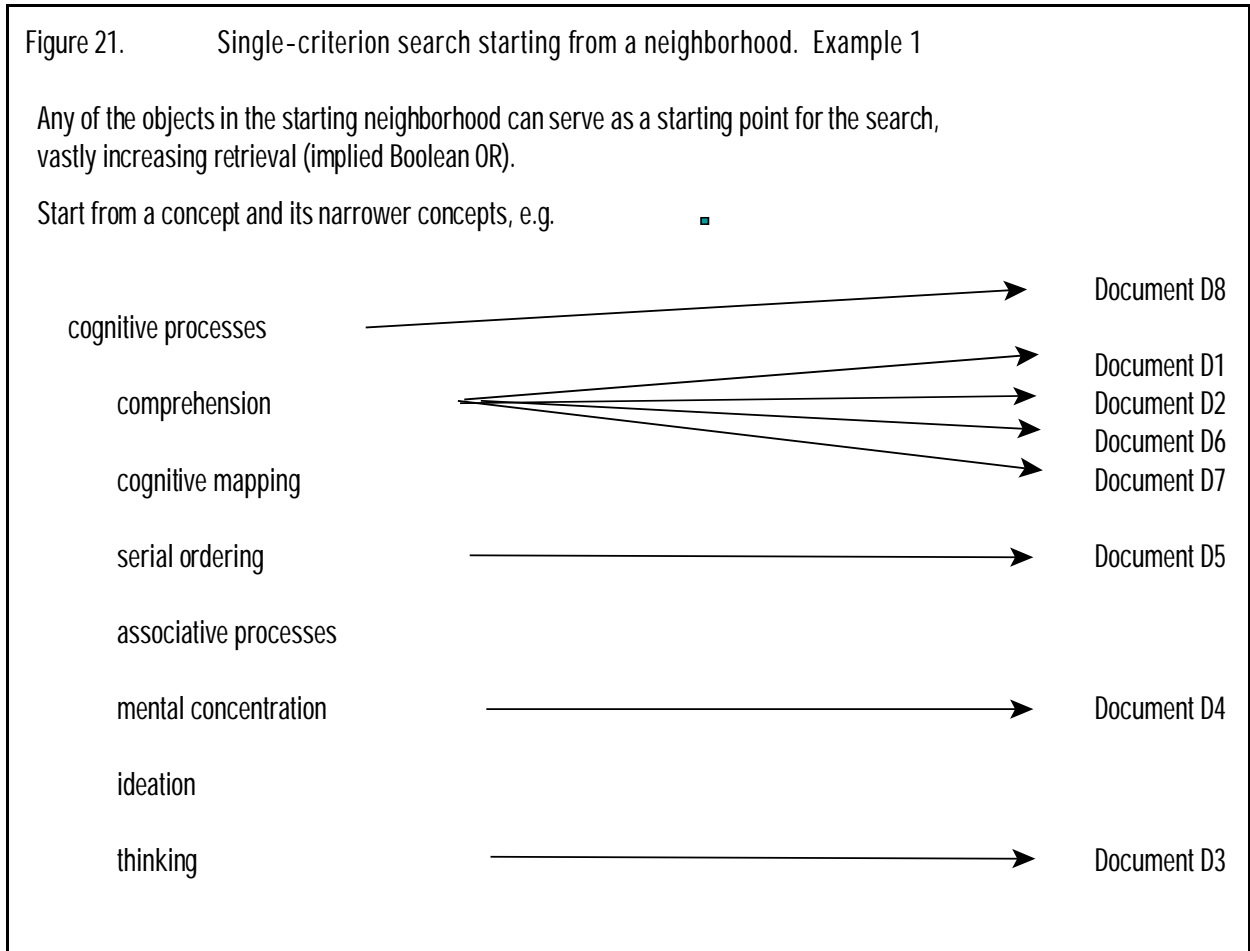 Figure 21. Single-criterion search starting from a neighborhood. Example 1
Any of the objects in the starting neighborhood can serve as a starting point for the search,
vastly increasing retrieval (implied Boolean OR).
Start from a concept and its narrower concepts, e.g.
Document D8
cognitive processes
Document D1
comprehension Document D2
Document D6
cognitive mapping Document D7
serial ordering Document D5
associative processes
mental concentration Document D4
ideation
thinking Document D3